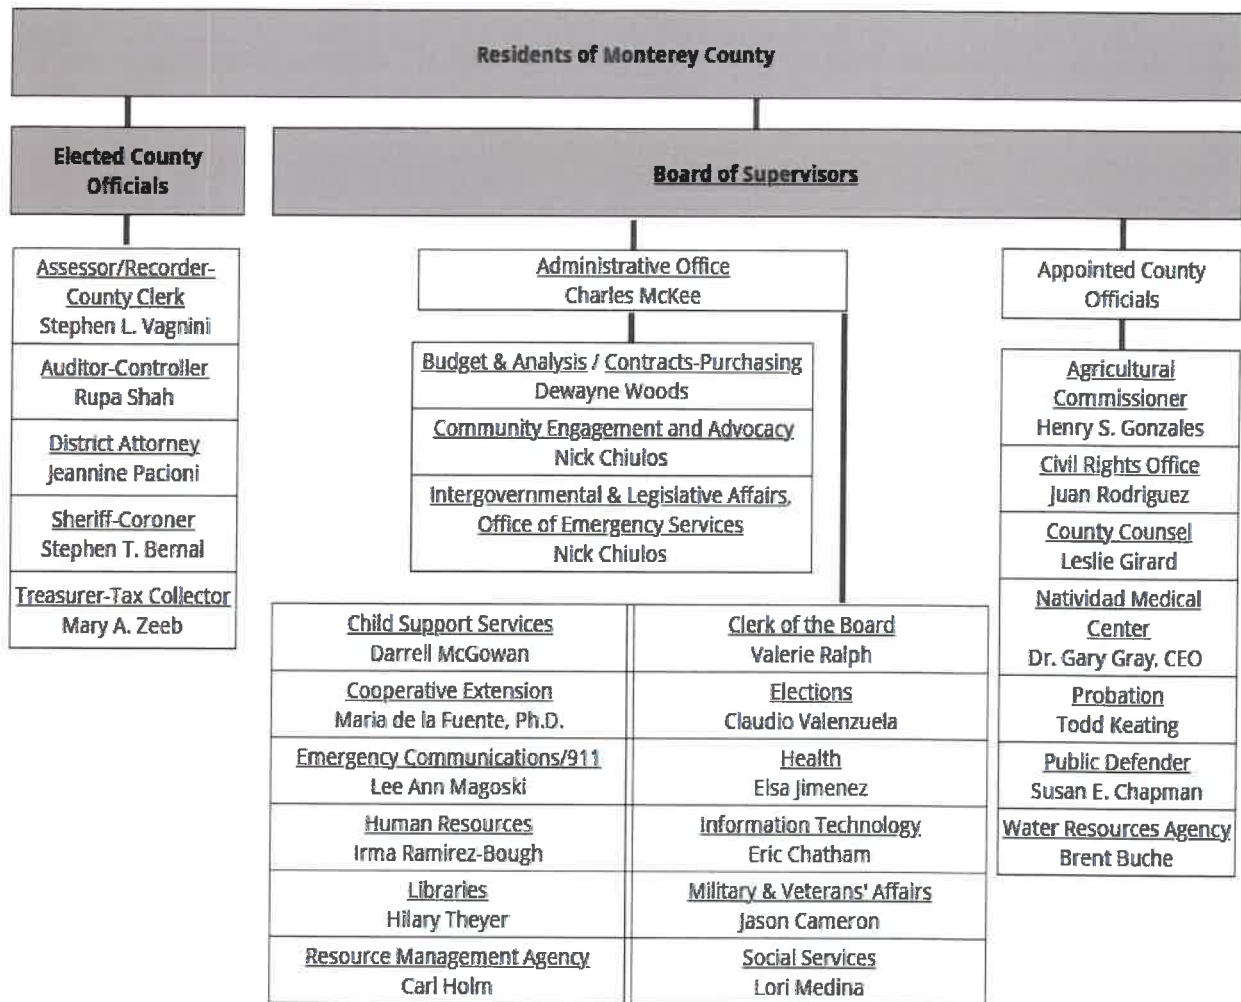 Residents of Monterey County
Elected County
Officials
Board of Supervisors
Assessor/Recorder-
County Clerk
Stephen L. Vagnini
Auditor-Controller
Rupa Shah
District Attorney
Jeannine Pacioni
Sheriff-Coroner
Stephen T. Bernal
Treasurer-Tax Collector
Mary A. Zeeb
Administrative Office
Charles McKee
Budget & Analysis / Contracts-Purchasing
Dewayne Woods
Community Engagement and Advocacy
Nick Chiulos
Intergovernmental & Legislative Affairs,
Office of Emergency Services
Nick Chiulos
Child Support Services
Darrell McGowan
Cooperative Extension
Maria de la Fuente, Ph.D.
Emergency Communications/911
Lee Ann Magoski
Human Resources
Irma Ramirez-Bough
Libraries
Hilary Theyer
Resource Management Agency
Carl Holm
Clerk of the Board
Valerie Ralph
Elections
Claudio Valenzuela
Health
Elsa Jimenez
Information Technology
Eric Chatham
Military & Veterans' Affairs
Jason Cameron
Social Services
Lori Medina
Appointed County
Officials
Agricultural
Commissioner
Henry S. Gonzales
Civil Rights Office
Juan Rodriguez
County Counsel
Leslie Girard
Natividad Medical
Center
Dr. Gary Gray, CEO
Probation
Todd Keating
Public Defender
Susan E. Chapman
Water Resources Agency
Brent Buche